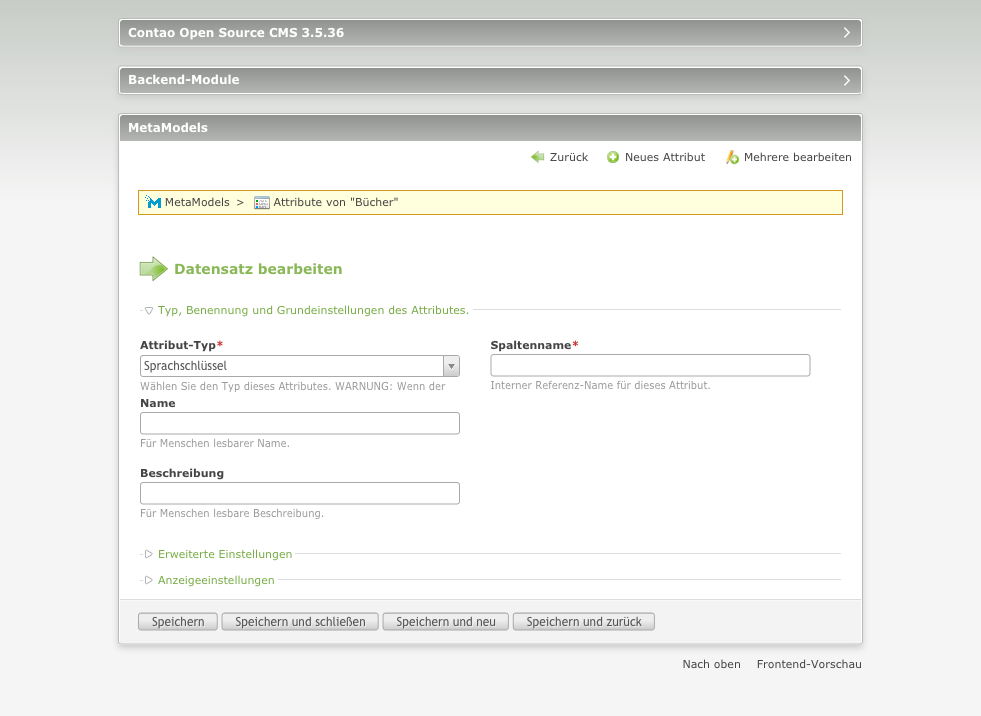 Contao Open Source CMS 3.5.36
Backend-Module
MetaModels
Zurück Neues Attribut Mehrere bearbeiten
MetaModels > Attribute von "Bücher"
Datensatz bearbeiten
Typ, Benennung und Grundeinstellungen des Attributes.
Attribut-Typ* Spaltenname*
Sprachschlüssel
Wählen Sie den Typ dieses Attributes. WARNUNG: Wenn der Interner Referenz-Name für dieses Attribut.
Name
Für Menschen lesbarer Name.
Beschreibung
Für Menschen lesbare Beschreibung.
Erweiterte Einstellungen
Anzeigeeinstellungen
Speichern Speichern und schließen Speichern und neu Speichern und zurück
Nach oben Frontend-Vorschau